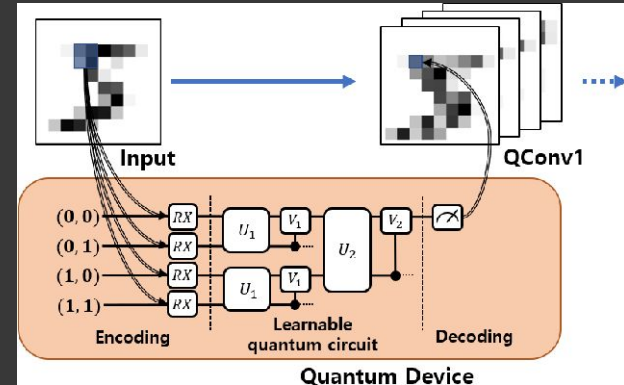 Input
QConv1
(0, 0) RX U₁ V₁ U₂ V₂
(0, 1) RX
(1, 0) RX U₁ V₁
(1, 1) RX
Encoding
Learnable
quantum circuit
Decoding
Quantum Device